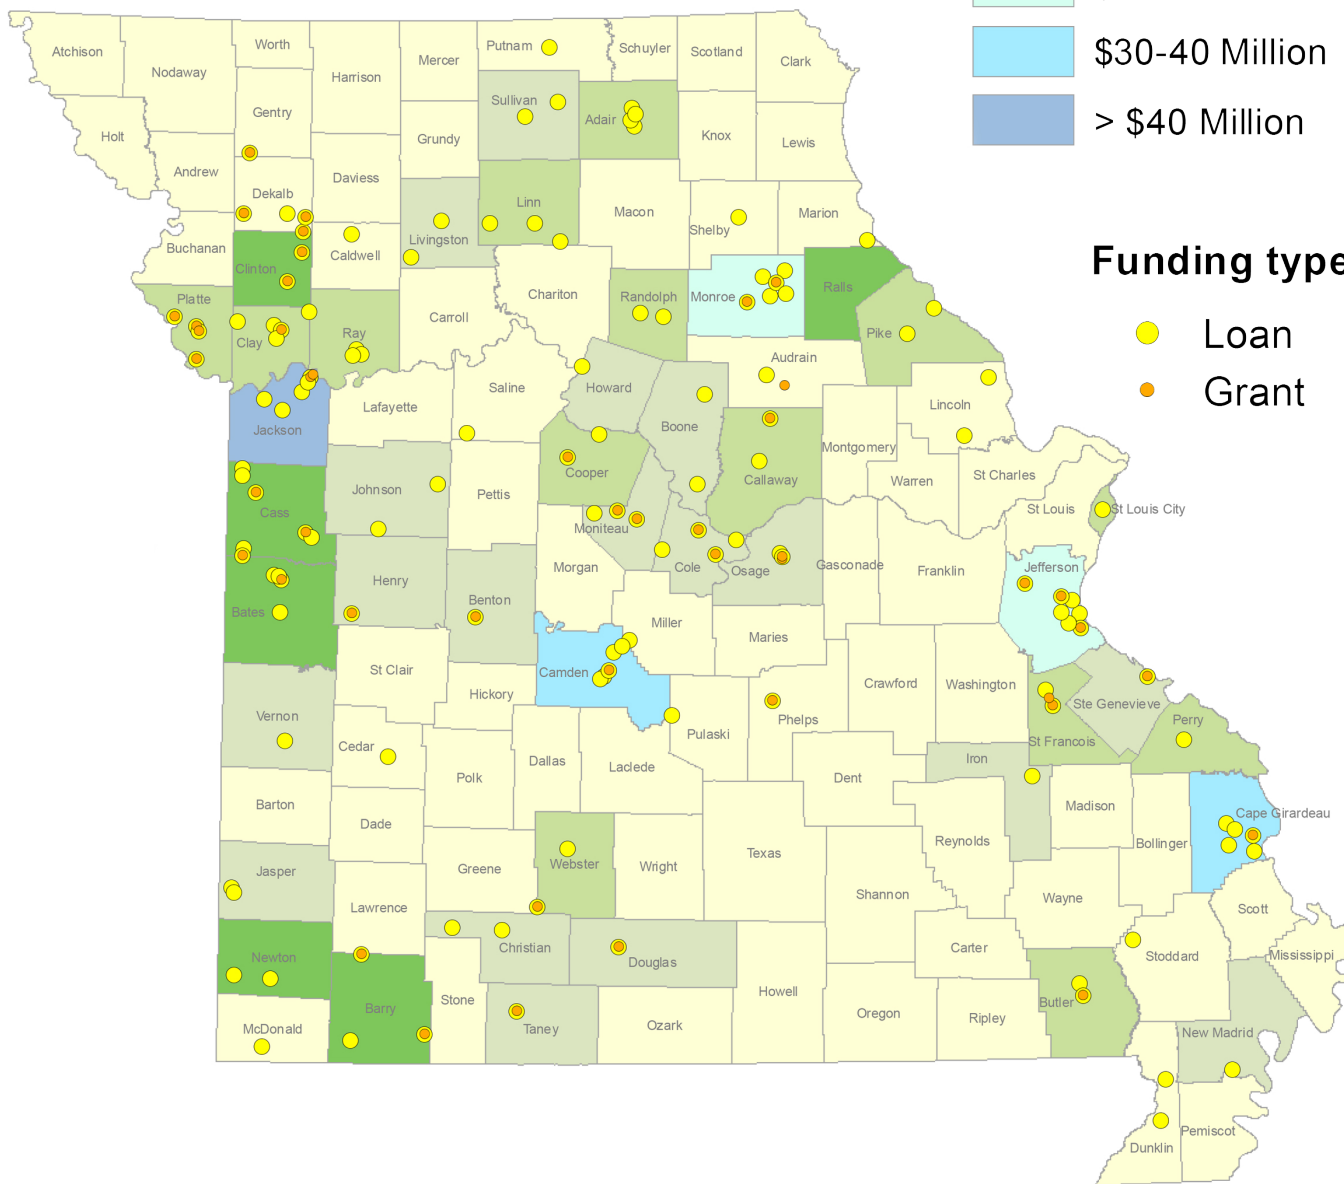 $30-40 Million
> $40 Million
Funding type
Loan
Grant
Atchison
Nodaway
Worth
Harrison
Mercer
Putnam
Schuyler
Scotland
Clark
Holt
Gentry
Sullivan
Adair
Knox
Lewis
Grundy
Andrew
Dekalb
Daviess
Linn
Macon
Shelby
Marion
Buchanan
Clinton
Caldwell
Livingston
Chariton
Platte
Clay
Ray
Carroll
Randolph
Monroe
Ralls
Pike
Audrain
Jackson
Lafayette
Saline
Howard
Boone
Lincoln
Callaway
Montgomery
Warren
St Charles
Cass
Johnson
Pettis
Cooper
Moniteau
St Louis
St Louis City
Cole
Osage
Gasconade
Franklin
Jefferson
Bates
Henry
Benton
Morgan
Miller
Maries
St Clair
Hickory
Camden
Pulaski
Phelps
Crawford
Washington
Ste Genevieve
St Francois
Perry
Vernon
Cedar
Polk
Dallas
Laclede
Dent
Iron
Madison
Bollinger
Cape Girardeau
Barton
Dade
Greene
Webster
Wright
Texas
Reynolds
Shannon
Wayne
Scott
Jasper
Lawrence
Christian
Douglas
Carter
Stoddard
Mississippi
Newton
Barry
Stone
Taney
Ozark
Howell
Oregon
Ripley
Butler
New Madrid
McDonald
Dunklin
Pemiscot